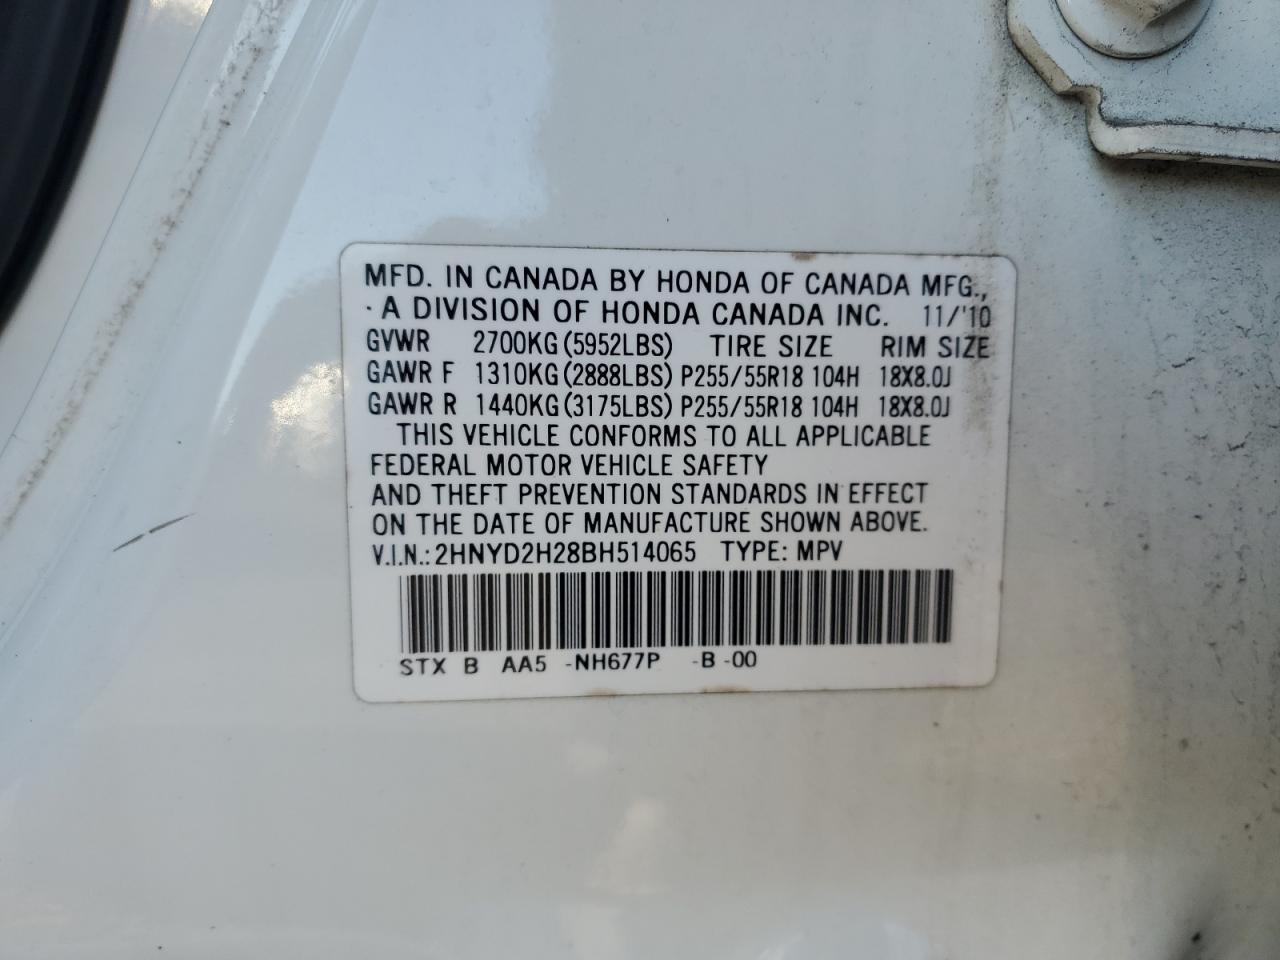 MFD. IN CANADA BY HONDA OF CANADA MFG.,
· A DIVISION OF HONDA CANADA INC. 11/'10
GVWR 2700KG (5952LBS) TIRE SIZE RIM SIZE
GAWR F 1310KG (2888LBS) P255/55R18 104H 18X8.0J
GAWR R 1440KG (3175LBS) P255/55R18 104H 18X8.0J
THIS VEHICLE CONFORMS TO ALL APPLICABLE
FEDERAL MOTOR VEHICLE SAFETY
AND THEFT PREVENTION STANDARDS IN EFFECT
ON THE DATE OF MANUFACTURE SHOWN ABOVE.
V.I.N.: 2HNYD2H28BH514065 TYPE: MPV
STX B AA5 -NH677P -B -00